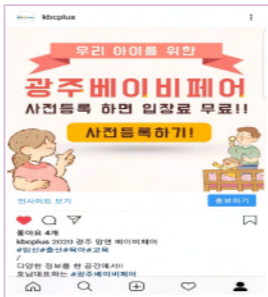 kbcplus
우리 아이를 위한
광주베이비페어
사전등록 하면 입장료 무료!!
사전등록하기!
인사이트 보기
홍보하기
좋아요 4개
kbcplus 2020 광주 맘앤 베이비페어
#임신#출산#육아#교육
/
다양한 정보를 한 공간에서!!
호남대표하는 #광주베이비페어